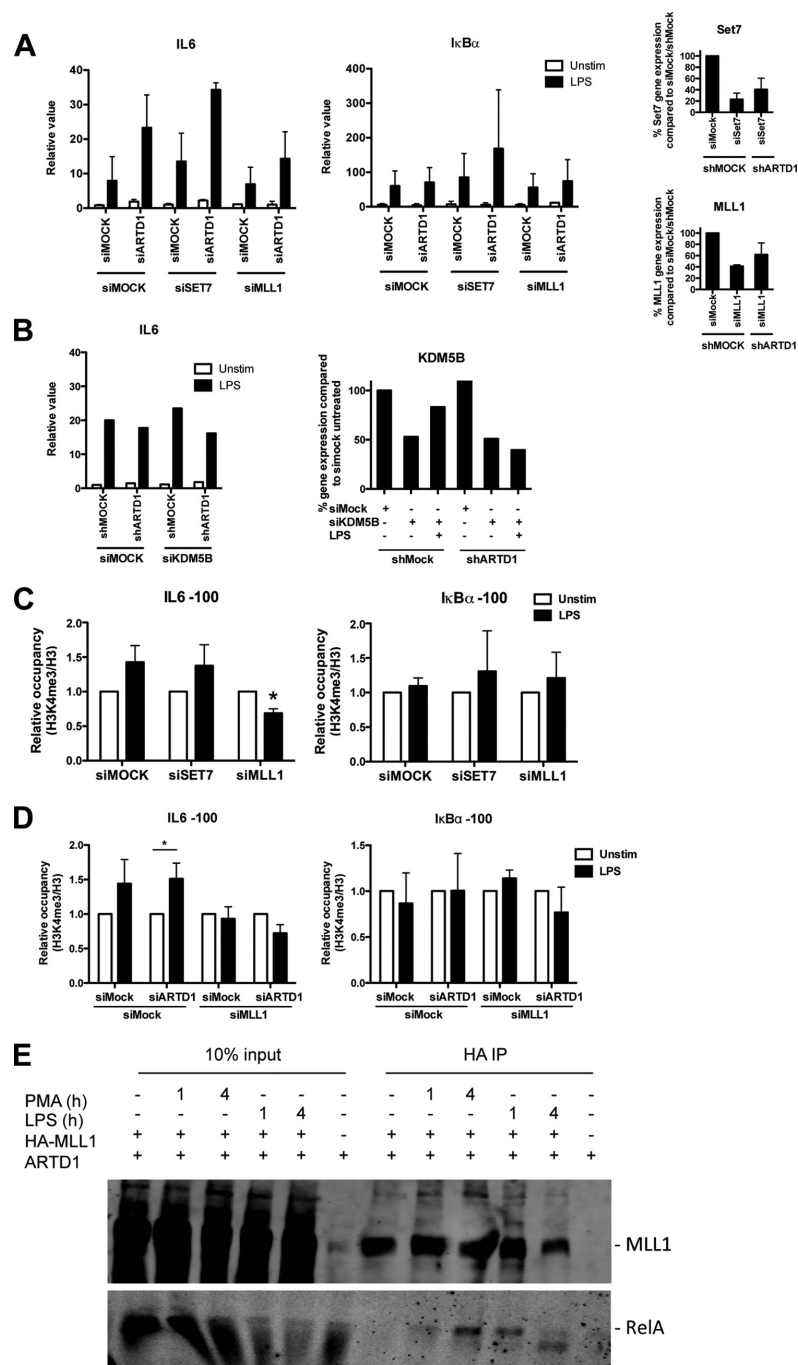 A
IL6
Relative value
40
30
20
10
0
siMOCK
siARTD1
siMOCK
siARTD1
siMOCK
siARTD1
siMOCK
siSET7
siMLL1
IκBα
Relative value
400
300
200
100
80
60
40
20
0
siMOCK
siARTD1
siMOCK
siARTD1
siMOCK
siARTD1
siMOCK
siSET7
siMLL1
Unstim
LPS
Set7
% Set7 gene expression
compared to siMock/shMock
100
80
60
40
20
siMock
siSet7
siSet7
shMOCK
shARTD1
MLL1
% MLL1 gene expression
compared to siMock/shMock
100
80
60
40
20
0
siMock
siMLL1
siMLL1
shMOCK
shARTD1
B
IL6
Relative value
40
30
20
10
0
shMOCK
shARTD1
shMOCK
shARTD1
siMOCK
siKDM5B
Unstim
LPS
KDM5B
% gene expression compared
to simock untreated
100
50
0
siMock + - - + - -
siKDM5B - + + - + +
LPS - - + - - +
shMock
shARTD1
C
IL6 -100
Relative occupancy
(H3K4me3/H3)
2.0
1.5
1.0
0.5
0.0
*
siMOCK
siSET7
siMLL1
IκBα -100
Relative occupancy
(H3K4me3/H3)
2.0
1.5
1.0
0.5
0.0
siMOCK
siSET7
siMLL1
Unstim
LPS
D
IL6 -100
Relative occupancy
(H3K4me3/H3)
2.0
1.5
1.0
0.5
0.0
*
siMock
siARTD1
siMock
siARTD1
siMock
siMLL1
IκBα -100
Relative occupancy
(H3K4me3/H3)
1.5
1.0
0.5
0.0
siMock
siARTD1
siMock
siARTD1
siMock
siMLL1
Unstim
LPS
E
10% input
HA IP
PMA (h) - 1 4 - - - - 1 4 - - -
LPS (h) - - - 1 4 - - - - 1 4 -
HA-MLL1 + + + + + - + + + + + -
ARTD1 + + + + + + + + + + + +
- MLL1
- RelA